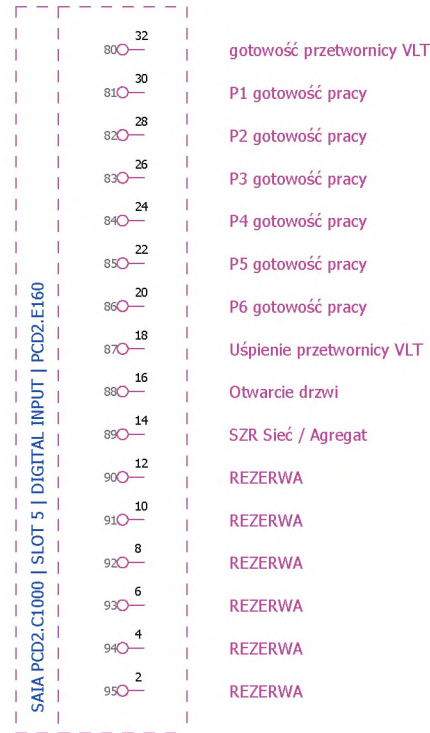 SAIA PCD2.C1000 | SLOT 5 | DIGITAL INPUT | PCD2.E160
80 32 gotowość przetwornicy VLT
81 30 P1 gotowość pracy
82 28 P2 gotowość pracy
83 26 P3 gotowość pracy
84 24 P4 gotowość pracy
85 22 P5 gotowość pracy
86 20 P6 gotowość pracy
87 18 Uśpienie przetwornicy VLT
88 16 Otwarcie drzwi
89 14 SZR Sieć / Agregat
90 12 REZERWA
91 10 REZERWA
92 8 REZERWA
93 6 REZERWA
94 4 REZERWA
95 2 REZERWA